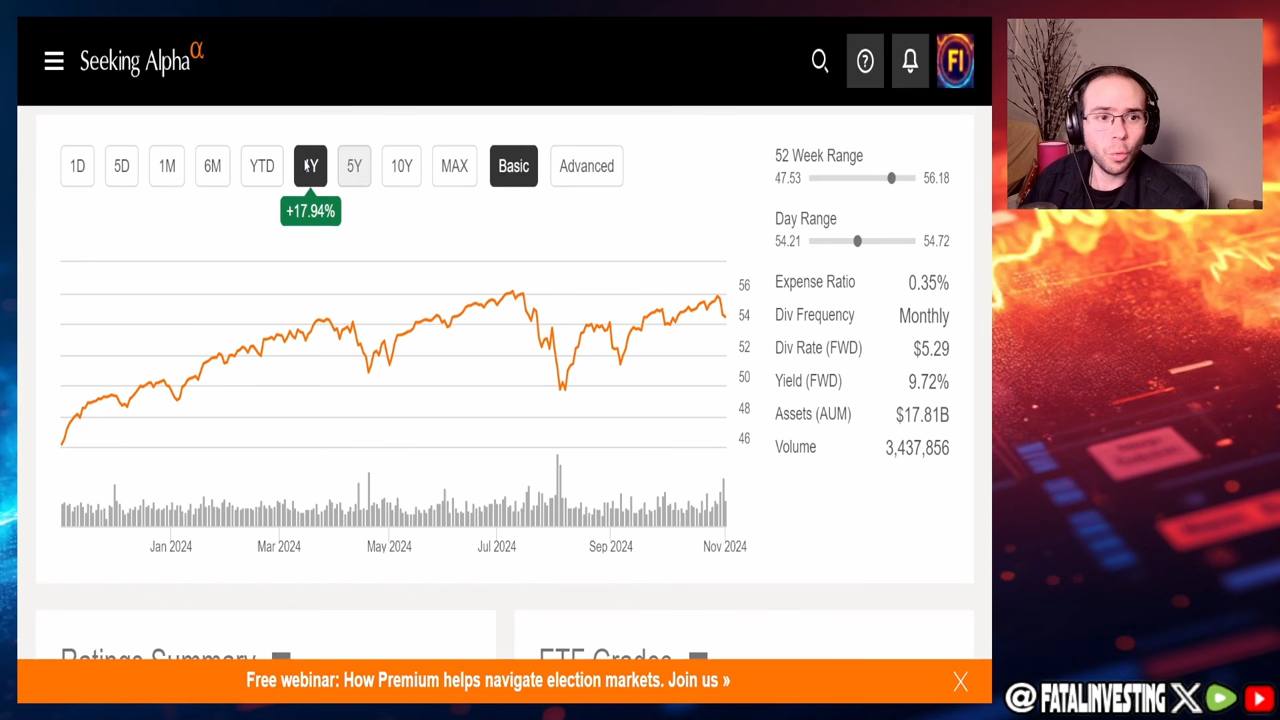 Seeking Alpha α
FI
1D 5D 1M 6M YTD 1Y 5Y 10Y MAX Basic Advanced
+17.94%
56
54
52
50
48
46
Jan 2024 Mar 2024 May 2024 Jul 2024 Sep 2024 Nov 2024
52 Week Range
47.53 56.18
Day Range
54.21 54.72
Expense Ratio 0.35%
Div Frequency Monthly
Div Rate (FWD) $5.29
Yield (FWD) 9.72%
Assets (AUM) $17.81B
Volume 3,437,856
Ratings Summary
ETF Grades
Free webinar: How Premium helps navigate election markets. Join us »
@FATALINVESTING